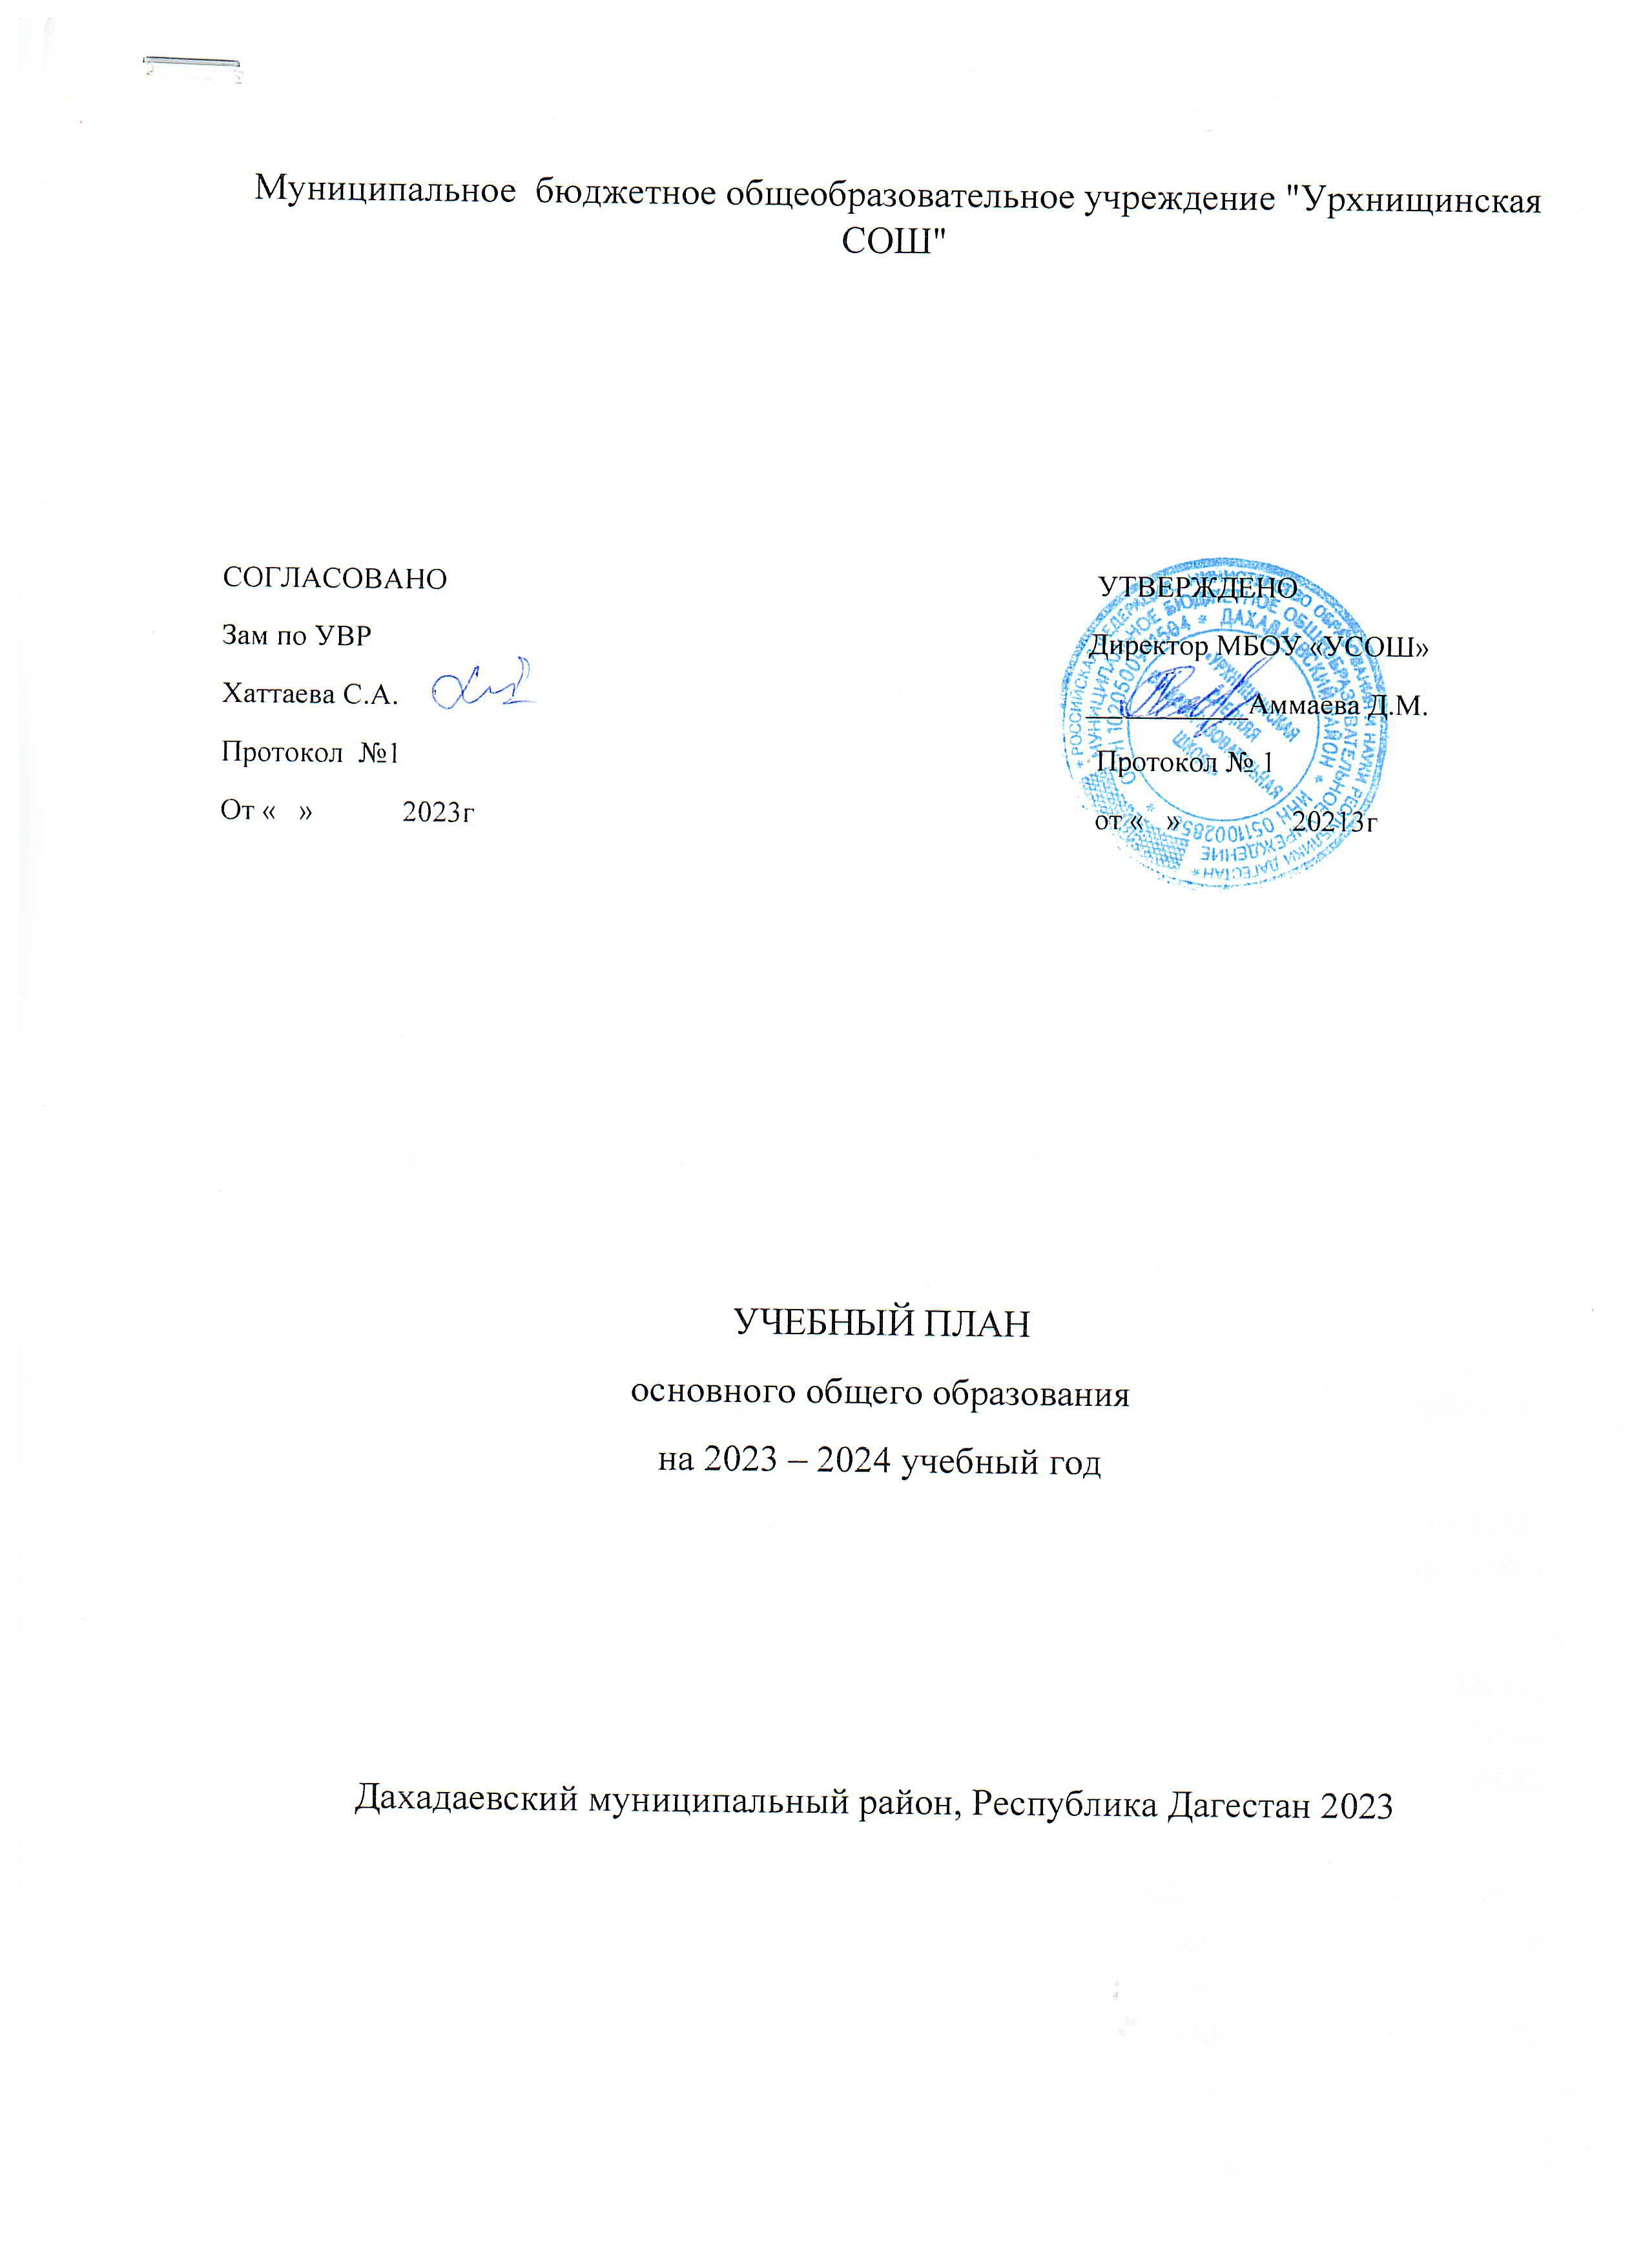 Муниципальное  бюджетное общеобразовательное учреждение "Урхнищинская
СОШ"
СОГЛАСОВАНО
Зам по УВР
Хаттаева С.А.
Протокол  №1
От «   »            2023г
УТВЕРЖДЕНО
Директор МБОУ «УСОШ»
___________Аммаева Д.М.
Протокол № 1
от «   »               20213г
УЧЕБНЫЙ ПЛАН
основного общего образования
на 2023 – 2024 учебный год
Дахадаевский муниципальный район, Республика Дагестан 2023